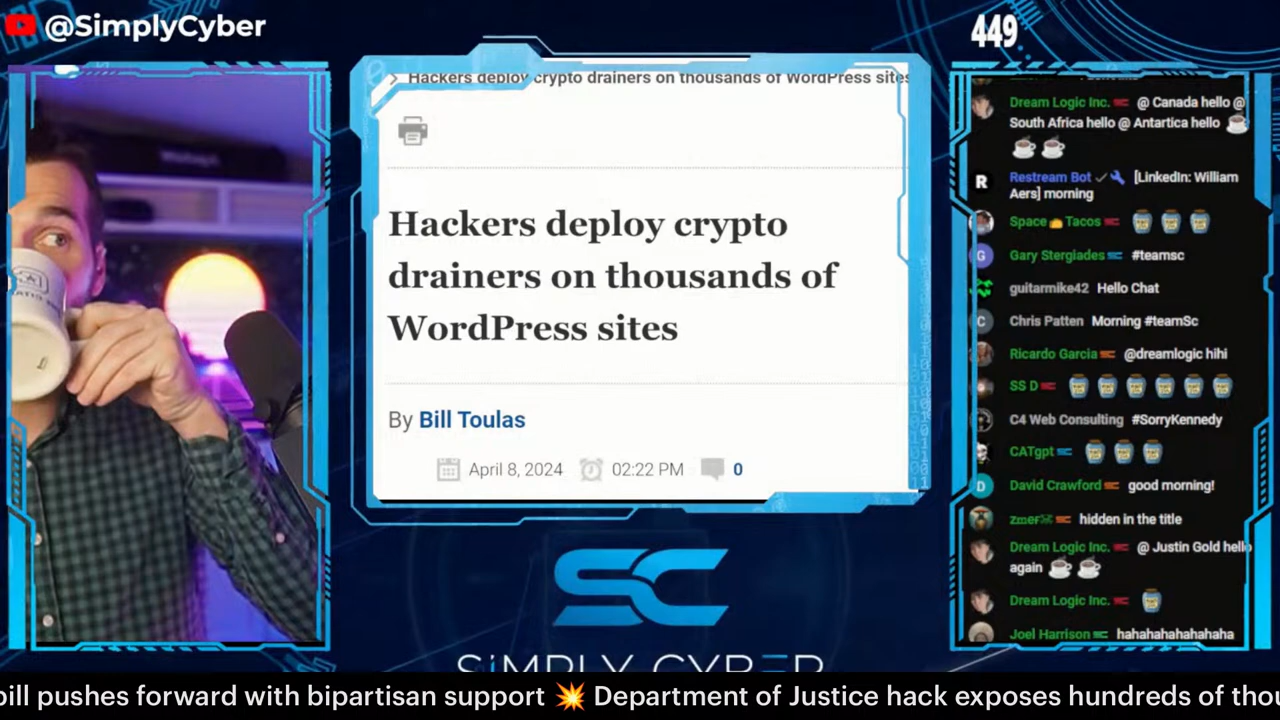 @SimplyCyber
449
Hackers deploy crypto drainers on thousands of WordPress sites
Hackers deploy crypto
drainers on thousands of
WordPress sites
By Bill Toulas
April 8, 2024 02:22 PM 0
Dream Logic Inc. @ Canada hello @
South Africa hello @ Antartica hello ☕
☕☕
R Restream Bot [LinkedIn: William
Aers] morning
Space🌮Tacos
G Gary Stergiades #teamsc
guitarmike42 Hello Chat
C Chris Patten Morning #teamSc
Ricardo Garcia @dreamlogic hihi
SS D
C4 Web Consulting #SorryKennedy
CATgpt
D David Crawford good morning!
zmer hidden in the title
Dream Logic Inc. @ Justin Gold hello
again ☕☕
Dream Logic Inc.
Joel Harrison hahahahahahahaha
SC
SIMPLY CYBER
bill pushes forward with bipartisan support 💥 Department of Justice hack exposes hundreds of thou